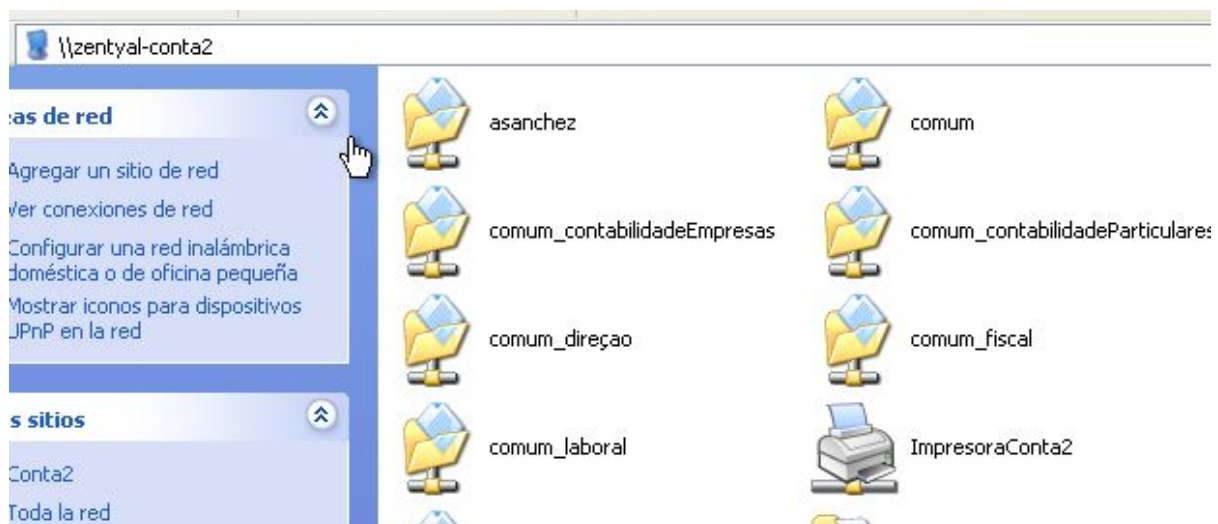 \\zentyal-conta2
eas de red
Agregar un sitio de red
Ver conexiones de red
Configurar una red inalámbrica
doméstica o de oficina pequeña
Mostrar iconos para dispositivos
UPnP en la red
s sitios
Conta2
Toda la red
asanchez
comum
comum_contabilidadeEmpresas
comum_contabilidadeParticulares
comum_direçao
comum_fiscal
comum_laboral
ImpresoraConta2